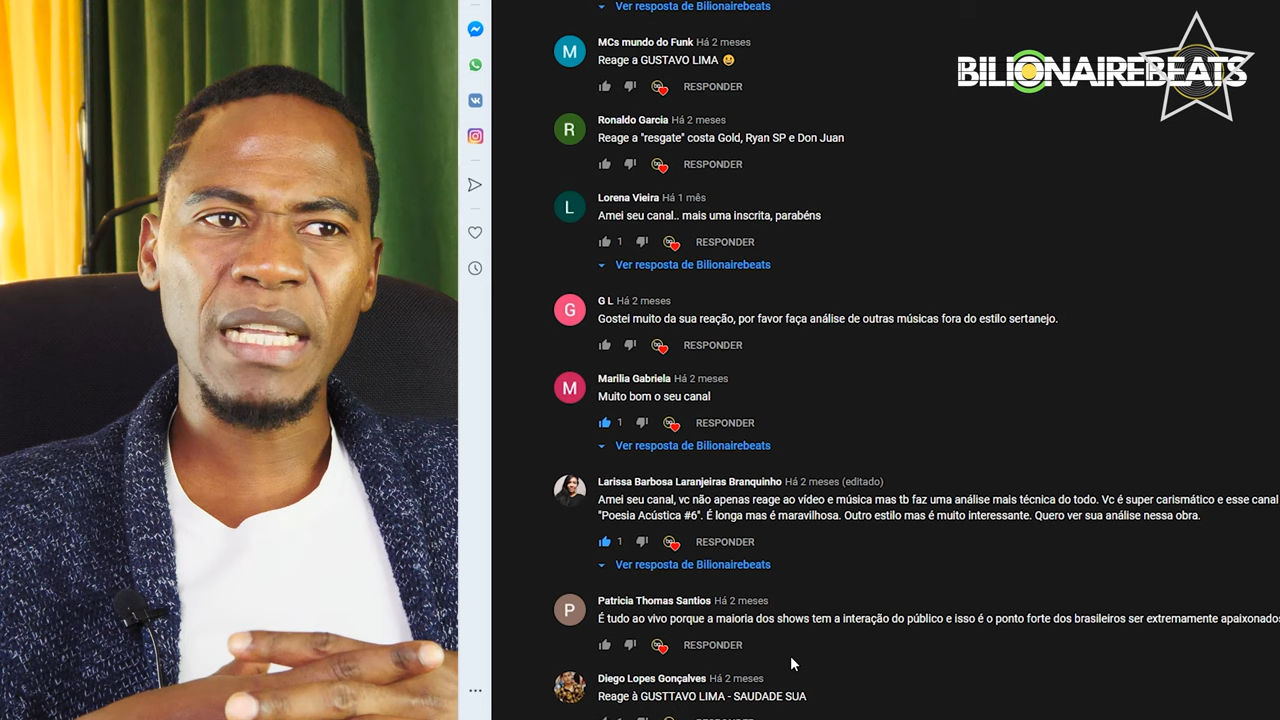 Ver resposta de Bilionairebeats
MCs mundo do Funk Há 2 meses
Reage a GUSTAVO LIMA
RESPONDER
BILIONAIREBEATS
Ronaldo Garcia Há 2 meses
Reage a "resgate" costa Gold, Ryan SP e Don Juan
RESPONDER
Lorena Vieira Há 1 mês
Amei seu canal.. mais uma inscrita, parabéns
1 RESPONDER
Ver resposta de Bilionairebeats
G L Há 2 meses
Gostei muito da sua reação, por favor faça análise de outras músicas fora do estilo sertanejo.
RESPONDER
Marilia Gabriela Há 2 meses
Muito bom o seu canal
1 RESPONDER
Ver resposta de Bilionairebeats
Larissa Barbosa Laranjeiras Branquinho Há 2 meses (editado)
Amei seu canal, vc não apenas reage ao vídeo e música mas tb faz uma análise mais técnica do todo. Vc é super carismático e esse canal
"Poesia Acústica #6". É longa mas é maravilhosa. Outro estilo mas é muito interessante. Quero ver sua análise nessa obra.
1 RESPONDER
Ver resposta de Bilionairebeats
Patricia Thomas Santios Há 2 meses
É tudo ao vivo porque a maioria dos shows tem a interação do público e isso é o ponto forte dos brasileiros ser extremamente apaixonados
RESPONDER
Diego Lopes Gonçalves Há 2 meses
Reage à GUSTTAVO LIMA - SAUDADE SUA